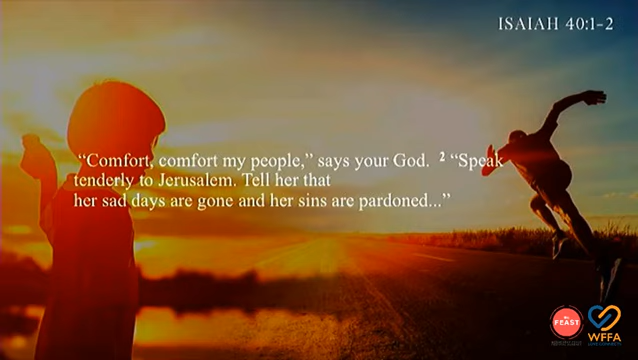 ISAIAH 40:1-2
“Comfort, comfort my people,” says your God. ² “Speak
tenderly to Jerusalem. Tell her that
her sad days are gone and her sins are pardoned...”
FEAST
WFFA